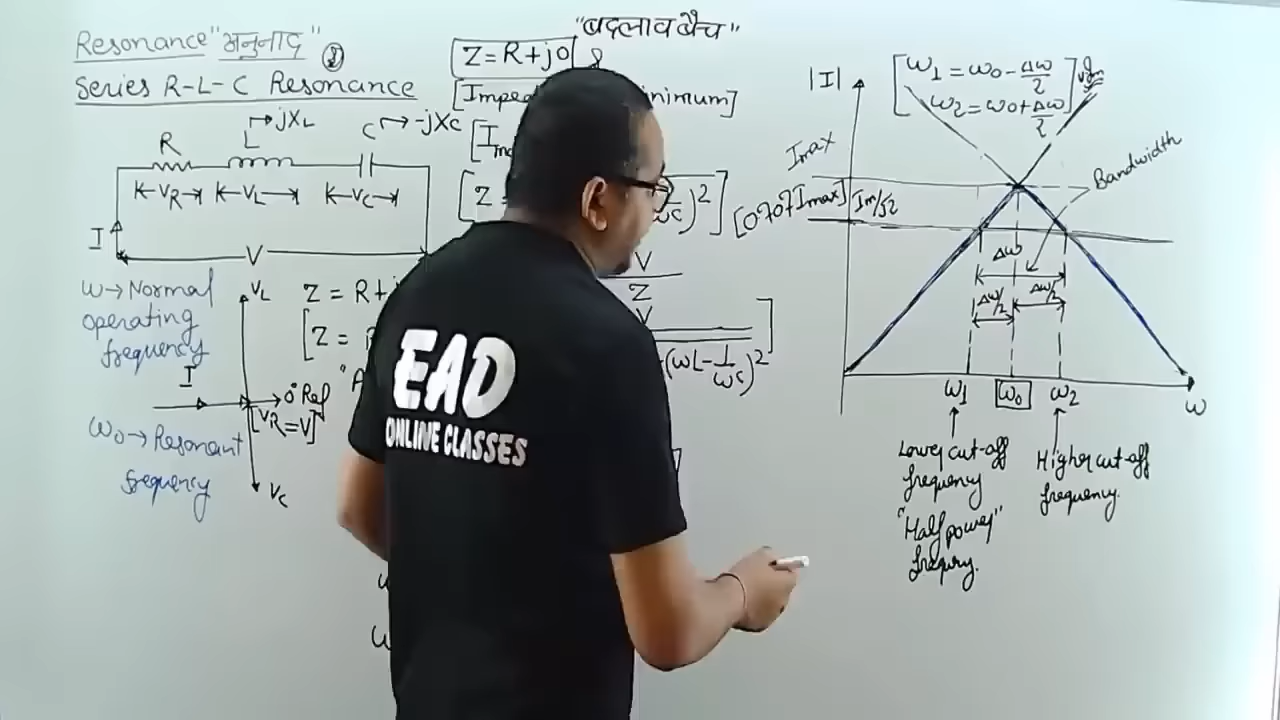 "बदलाव बैच"
Resonance "अनुनाद"
Series R-L-C Resonance
Z = R + j0
nimum]
R
L
→ jXL
C
→ -jXC
VR
VL
VC
I
V
ω → Normal
operating
frequency
I
VL
0° Ref
[VR = V]
VC
ω0 → Resonant
frequency
Z = R +
[Z =
V
Z
V
(ωL - 1/ωC)²
EAD
ONLINE CLASSES
|I|
[ω1 = ω0 - Δω/2
ω2 = ω0 + Δω/2]
Imax
[0.707 Imax] Im/√2
Bandwidth
Δω
Δω/2
Δω/2
ω1
ω0
ω2
ω
Lower cut-off
frequency
"Half power"
Higher cut-off
frequency.